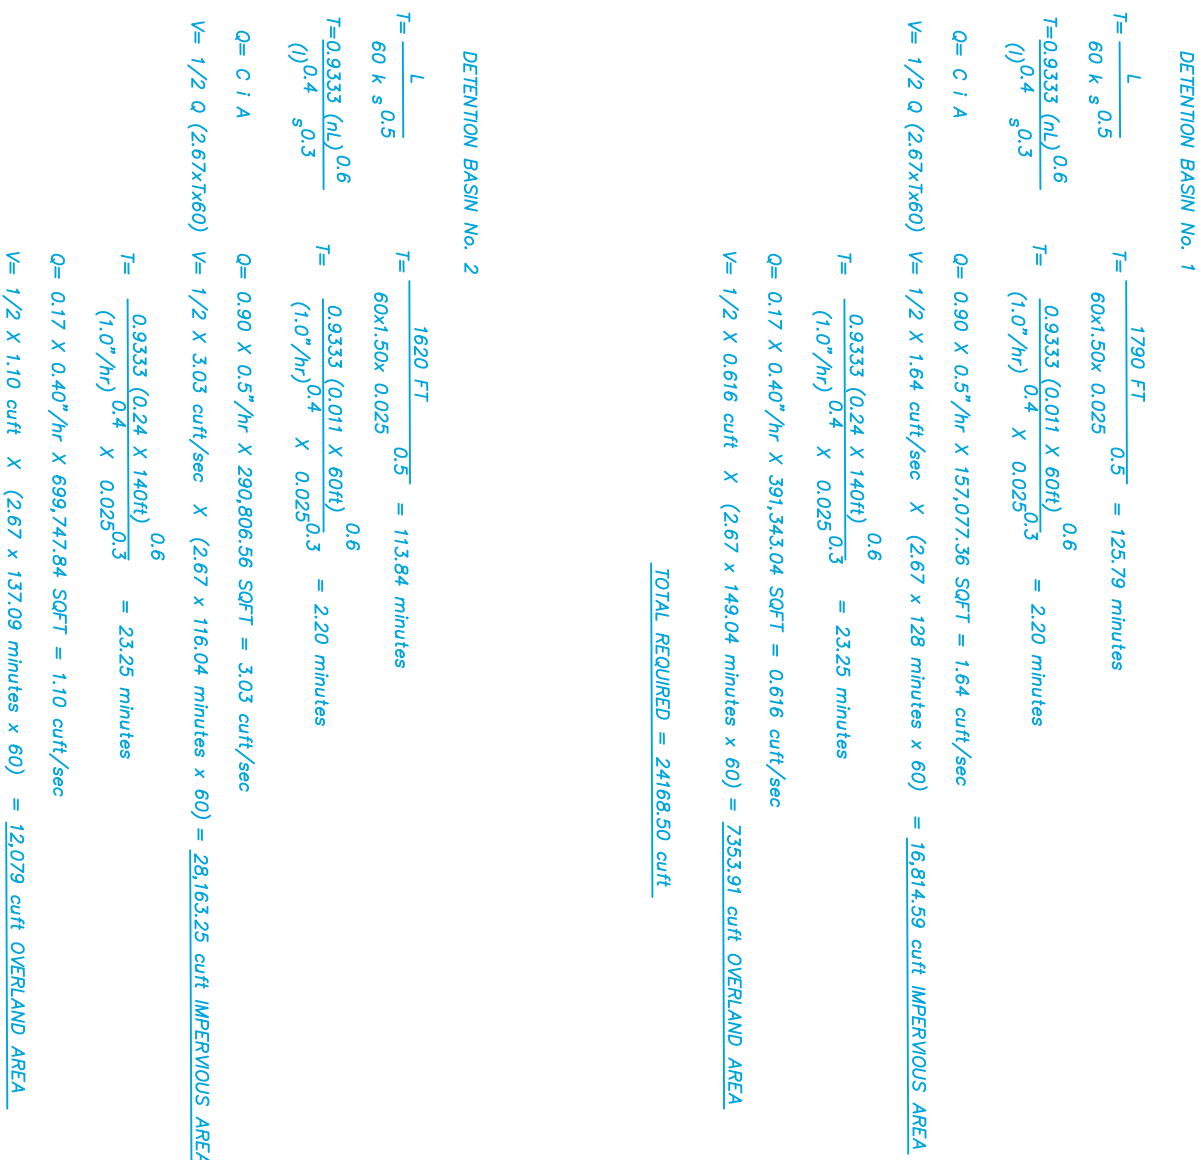 DETENTION BASIN No. 1
T= L / 60 k s^0.5
T= 1790 FT / 60x1.50x 0.025^0.5 = 125.79 minutes
T=0.9333 (nL)^0.6 / (I)^0.4 s^0.3
T= 0.9333 (0.011 X 60ft)^0.6 / (1.0"/hr)^0.4 X 0.025^0.3 = 2.20 minutes
Q= C i A
Q= 0.90 X 0.5"/hr X 157,077.36 SQFT = 1.64 cuft/sec
V= 1/2 Q (2.67xTx60)
V= 1/2 X 1.64 cuft/sec X (2.67 x 128 minutes x 60) = 16,814.59 cuft IMPERVIOUS AREA
T= 0.9333 (0.24 X 140ft)^0.6 / (1.0"/hr)^0.4 X 0.025^0.3 = 23.25 minutes
Q= 0.17 X 0.40"/hr X 391,343.04 SQFT = 0.616 cuft/sec
V= 1/2 X 0.616 cuft X (2.67 x 149.04 minutes x 60) = 7353.91 cuft OVERLAND AREA
TOTAL REQUIRED = 24168.50 cuft
DETENTION BASIN No. 2
T= L / 60 k s^0.5
T= 1620 FT / 60x1.50x 0.025^0.5 = 113.84 minutes
T=0.9333 (nL)^0.6 / (I)^0.4 s^0.3
T= 0.9333 (0.011 X 60ft)^0.6 / (1.0"/hr)^0.4 X 0.025^0.3 = 2.20 minutes
Q= C i A
Q= 0.90 X 0.5"/hr X 290,806.56 SQFT = 3.03 cuft/sec
V= 1/2 Q (2.67xTx60)
V= 1/2 X 3.03 cuft/sec X (2.67 x 116.04 minutes x 60) = 28,163.25 cuft IMPERVIOUS AREA
T= 0.9333 (0.24 X 140ft)^0.6 / (1.0"/hr)^0.4 X 0.025^0.3 = 23.25 minutes
Q= 0.17 X 0.40"/hr X 699,747.84 SQFT = 1.10 cuft/sec
V= 1/2 X 1.10 cuft X (2.67 x 137.09 minutes x 60) = 12,079 cuft OVERLAND AREA